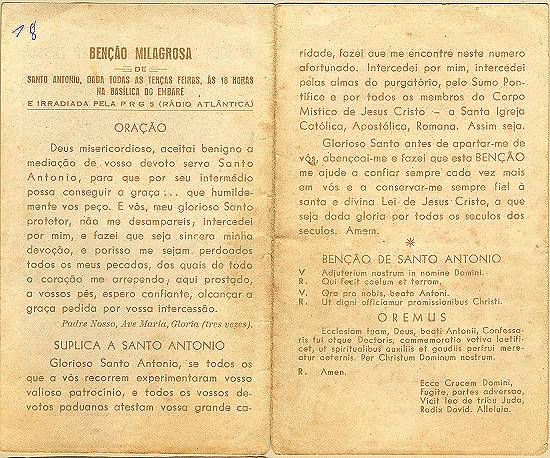 18
BENÇÃO MILAGROSA
DE
SANTO ANTONIO, DADA TODAS AS TERÇAS FEIRAS, ÀS 18 HORAS
NA BASÍLICA DO EMBARÉ
E IRRADIADA PELA P R G 5 (RÁDIO ATLÂNTICA)
ORAÇÃO
Deus misericordioso, aceitai benigno a
mediação de vosso devoto servo Santo
Antonio, para que por seu intermédio
possa conseguir a graça ... que humilde-
mente vos peço. E vós, meu glorioso Santo
protetor, não me desampareis; intercedei
por mim, e fazei que seja sincera minha
devoção, e porisso me sejam perdoados
todos os meus pecados, dos quais de todo
o coração me arrependo; aqui prostado,
a vossos pés, espero confiante, alcançar a
graça pedida por vossa intercessão.
Padre Nosso, Ave Maria, Gloria (tres vezes).
SUPLICA A SANTO ANTONIO
Glorioso Santo Antonio, se todos os
que a vós recorrem experimentaram vosso
valioso patrocinio, e todos os vossos de-
votos paduanos atestam vossa grande ca-
ridade, fazei que me encontre neste numero
afortunado. Intercedei por mim, intercedei
pelas almas do purgatório, pelo Sumo Pon-
tífice e por todos os membros do Corpo
Mistico de Jesus Cristo — a Santa Igreja
Católica, Apostólica, Romana. Assim seja.
Glorioso Santo antes de apartar-me de
vós, abençoai-me e fazei que esta BENÇÃO
me ajude a confiar sempre cada vez mais
em vós e a conservar-me sempre fiel à
santa e divina Lei de Jesus Cristo, a que
seja dada gloria por todos os seculos dos
seculos. Amem.
*
BENÇÃO DE SANTO ANTONIO
V. Adjuterium nostrum in nomine Domini.
R. Qui fecit caelum et terram.
V. Ora pro nobis, beate Antoni.
R. Ut digni officiamur promissionibus Christi.
OREMUS
Ecclesiam tuam, Deus, beati Antonii, Confesso-
ris tui atque Doctoris, commemoratio votiva laetifi-
cet, ut spiritualibus auxiliis et gaudiis perfrui mere-
atur aeternis. Per Christum Dominum nostrum.
R. Amen.
Ecce Crucem Domini,
Fugite, partes adversae,
Vicit leo de tribu Juda,
Radix David. Alleluia.